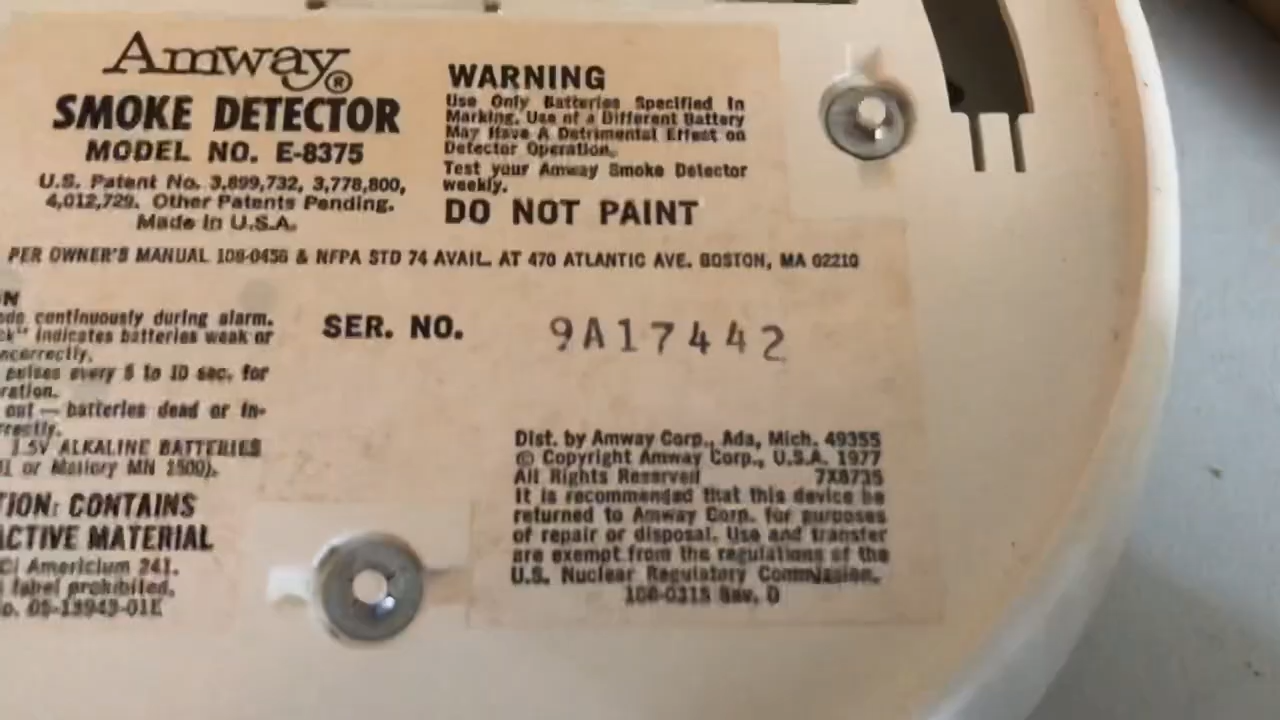 Amway®
SMOKE DETECTOR
MODEL NO. E-8375
U.S. Patent No. 3,899,732, 3,778,800,
4,012,729. Other Patents Pending.
Made in U.S.A.
WARNING
Use Only Batteries Specified In
Marking. Use of a Different Battery
May Have A Detrimental Effect on
Detector Operation.
Test your Amway Smoke Detector
weekly.
DO NOT PAINT
PER OWNER'S MANUAL 108-0456 & NFPA STD 74 AVAIL. AT 470 ATLANTIC AVE. BOSTON, MA 02210
continuously during alarm.
indicates batteries weak or
pulses every 5 to 10 sec. for
out — batteries dead or in-
1.5V ALKALINE BATTERIES
or Mallory MN 1500).
CONTAINS
MATERIAL
Americium 241.
label prohibited.
05-13943-01E
SER. NO. 9A17442
Dist. by Amway Corp., Ada, Mich. 49355
© Copyright Amway Corp., U.S.A. 1977
All Rights Reserved 7X8735
It is recommended that this device be
returned to Amway Corp. for purposes
of repair or disposal. Use and transfer
are exempt from the regulations of the
U.S. Nuclear Regulatory Commission.
108-0315 Rev. D